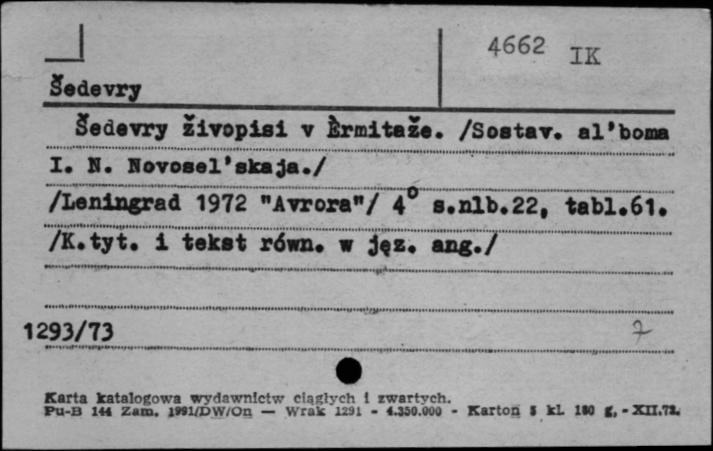 4662 IK
Šedevry
Šedevry živopisi v Èrmitaže. /Sostav. al'boma
I. N. Novosel'skaja./
/Leningrad 1972 "Avrora"/ 4° s.nlb.22, tabl.61.
/K.tyt. i tekst równ. w jęz. ang./
1293/73
7
Karta katalogowa wydawnictw ciągłych i zwartych.
Pu-B 144 Zam. 1991/DW/On — Wrak 1291 - 4.350.000 - Karton 5 kl. 180 g, - XII.72.